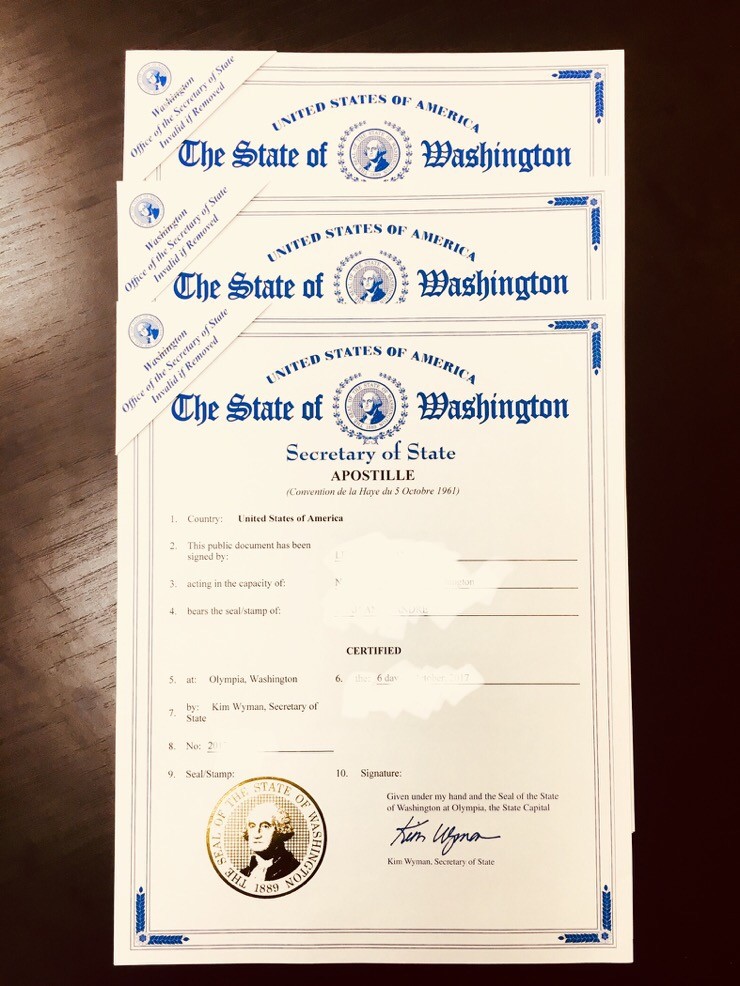 Washington
Office of the Secretary of State
Invalid if Removed
UNITED STATES OF AMERICA
The State of Washington
Washington
Office of the Secretary of State
Invalid if Removed
UNITED STATES OF AMERICA
The State of Washington
Washington
Office of the Secretary of State
Invalid if Removed
UNITED STATES OF AMERICA
The State of Washington
Secretary of State
APOSTILLE
(Convention de la Haye du 5 Octobre 1961)
1. Country: United States of America
2. This public document has been
signed by:
3. acting in the capacity of:
4. bears the seal/stamp of:
CERTIFIED
5. at: Olympia, Washington
6. 6 day
7. by: Kim Wyman, Secretary of
State
8. No:
9. Seal/Stamp:
10. Signature:
Given under my hand and the Seal of the State
of Washington at Olympia, the State Capital
Kim Wyman
Kim Wyman, Secretary of State
THE SEAL OF THE STATE OF WASHINGTON
1889